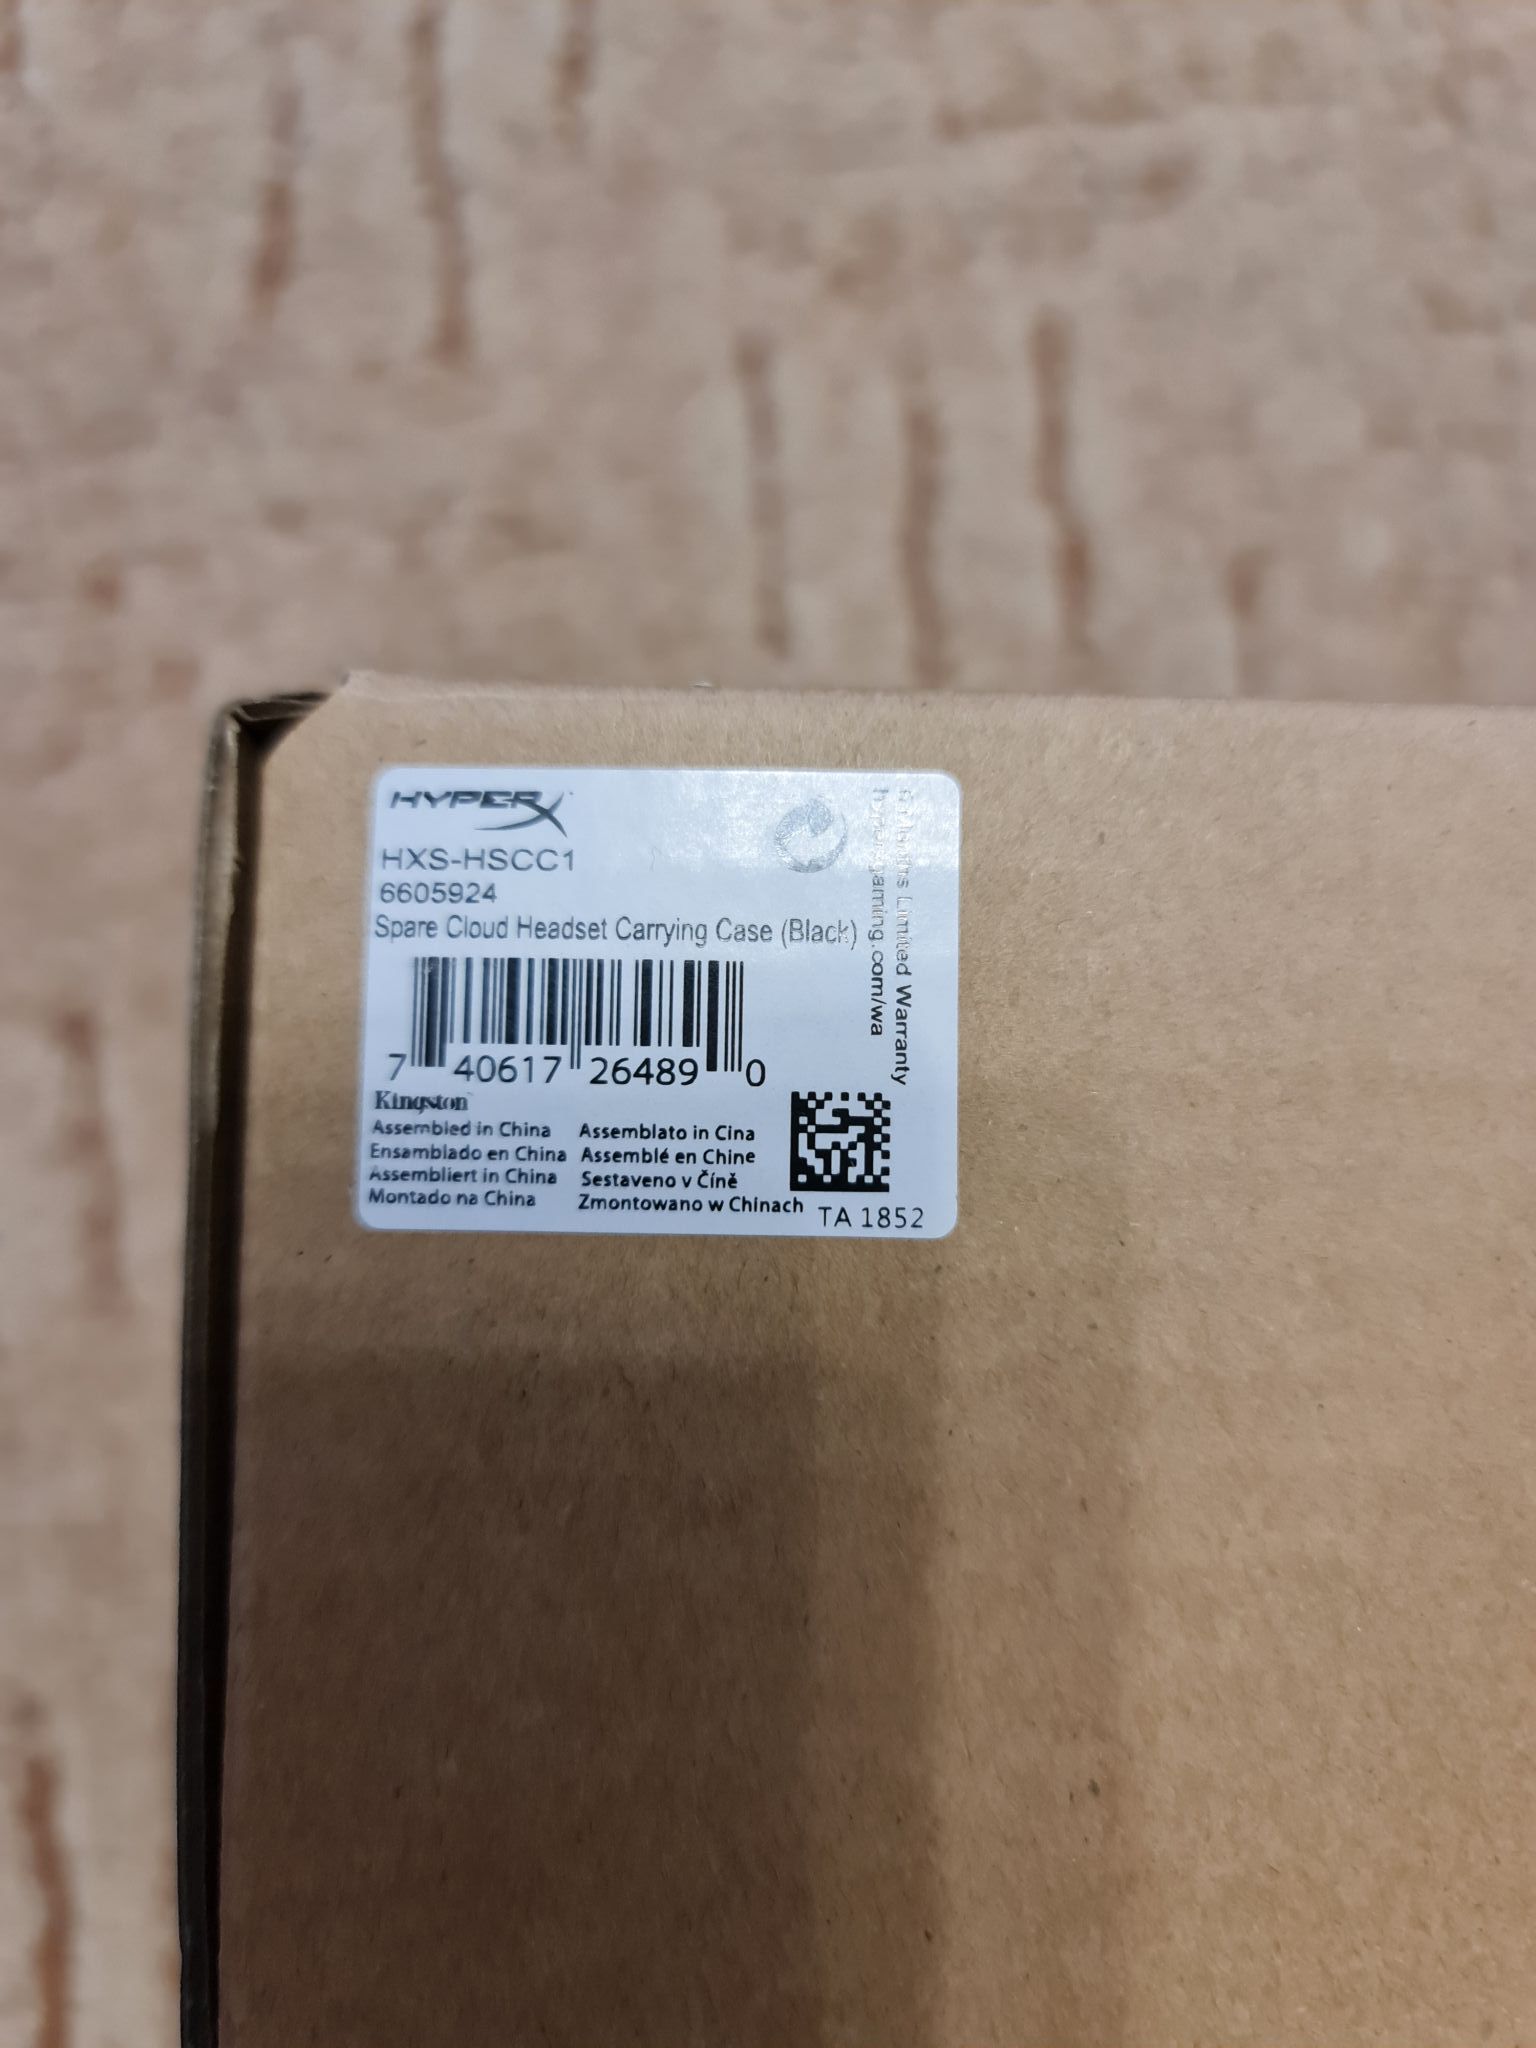 HYPERX
HXS-HSCC1
6605924
Spare Cloud Headset Carrying Case (Black)
7 40617 26489 0
Kingston
Assembled in China
Ensamblado en China
Assembliert in China
Montado na China
Assemblato in Cina
Assemblé en Chine
Sestaveno v Číně
Zmontowano w Chinach
TA 1852
Months Limited Warranty
hyperxgaming.com/wa